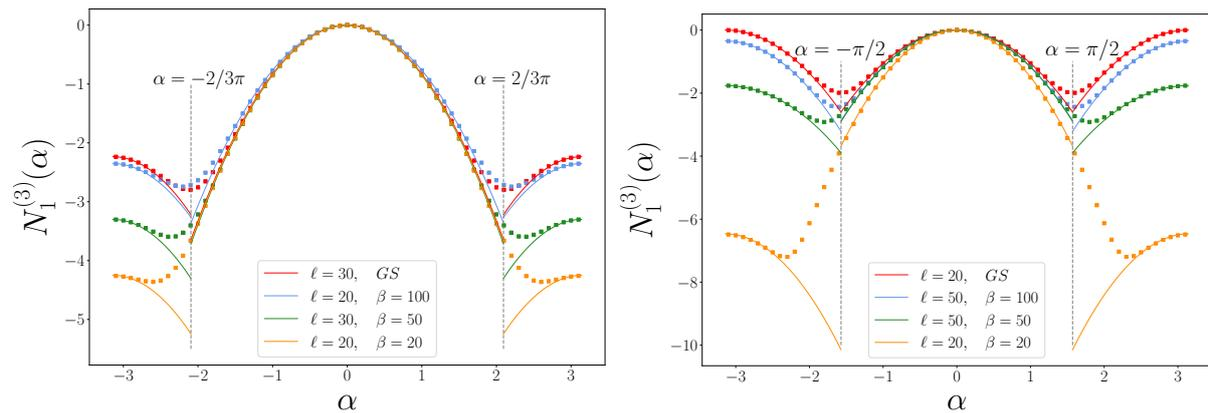 0
−1
−2
−3
−4
−5
N₁⁽³⁾(α)
α = −2/3π
α = 2/3π
ℓ = 30, GS
ℓ = 20, β = 100
ℓ = 30, β = 50
ℓ = 20, β = 20
−3 −2 −1 0 1 2 3
α
0
−2
−4
−6
−8
−10
N₁⁽³⁾(α)
α = −π/2
α = π/2
ℓ = 20, GS
ℓ = 50, β = 100
ℓ = 50, β = 50
ℓ = 20, β = 20
−3 −2 −1 0 1 2 3
α